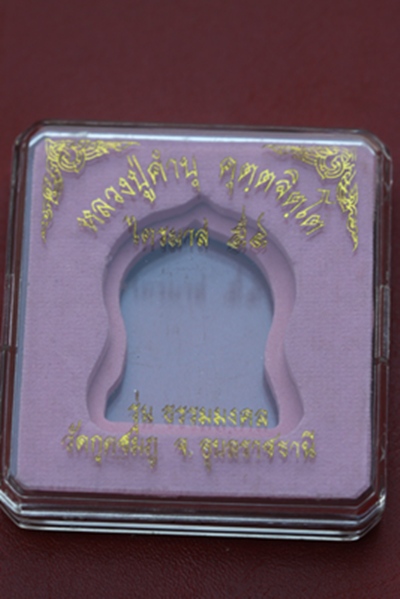 หลวงปู่คำบุ คุตฺตจิตฺโต
ไตรมาส ๕๔
รุ่น ธรรมมงคล
วัดกุดชมภู จ.อุบลราชธานี